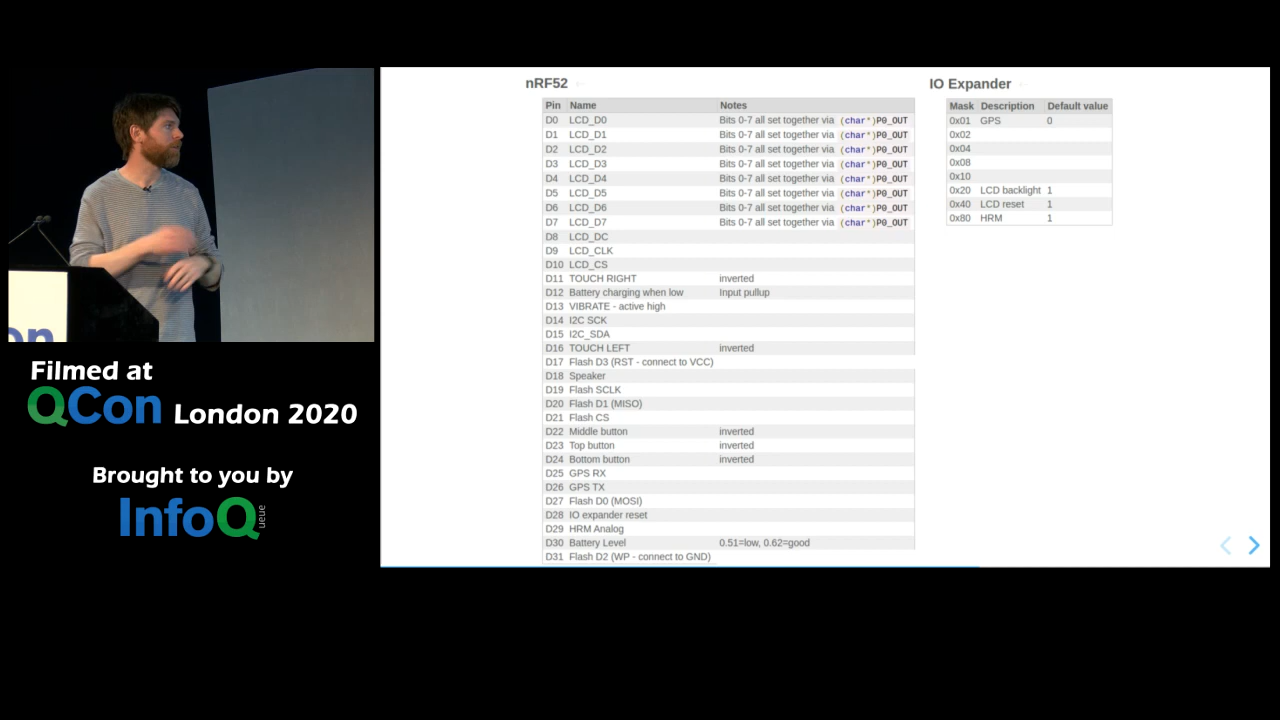 on
Filmed at
QCon London 2020
Brought to you by
InfoQ
ueue
nRF52
Pin Name Notes
D0 LCD_D0 Bits 0-7 all set together via (char*)P0_OUT
D1 LCD_D1 Bits 0-7 all set together via (char*)P0_OUT
D2 LCD_D2 Bits 0-7 all set together via (char*)P0_OUT
D3 LCD_D3 Bits 0-7 all set together via (char*)P0_OUT
D4 LCD_D4 Bits 0-7 all set together via (char*)P0_OUT
D5 LCD_D5 Bits 0-7 all set together via (char*)P0_OUT
D6 LCD_D6 Bits 0-7 all set together via (char*)P0_OUT
D7 LCD_D7 Bits 0-7 all set together via (char*)P0_OUT
D8 LCD_DC
D9 LCD_CLK
D10 LCD_CS
D11 TOUCH RIGHT inverted
D12 Battery charging when low Input pullup
D13 VIBRATE - active high
D14 I2C SCK
D15 I2C_SDA
D16 TOUCH LEFT inverted
D17 Flash D3 (RST - connect to VCC)
D18 Speaker
D19 Flash SCLK
D20 Flash D1 (MISO)
D21 Flash CS
D22 Middle button inverted
D23 Top button inverted
D24 Bottom button inverted
D25 GPS RX
D26 GPS TX
D27 Flash D0 (MOSI)
D28 IO expander reset
D29 HRM Analog
D30 Battery Level 0.51=low, 0.62=good
D31 Flash D2 (WP - connect to GND)
IO Expander
Mask Description Default value
0x01 GPS 0
0x02
0x04
0x08
0x10
0x20 LCD backlight 1
0x40 LCD reset 1
0x80 HRM 1